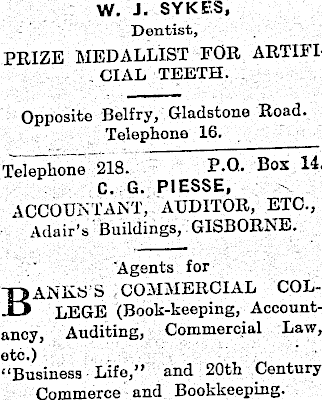 W. J. SYKES,
Dentist,
PRIZE MEDALLIST FOR ARTIFI-
CIAL TEETH.
Opposite Belfry, Gladstone Road.
Telephone 16.
Telephone 218. P.O. Box 14.
C. G. PIESSE,
ACCOUNTANT, AUDITOR, ETC.,
Adair's Buildings, GISBORNE.
Agents for
BANKS'S COMMERCIAL COL-
LEGE (Book-keeping, Account-
ancy, Auditing, Commercial Law,
etc.)
"Business Life," and 20th Century
Commerce and Bookkeeping.